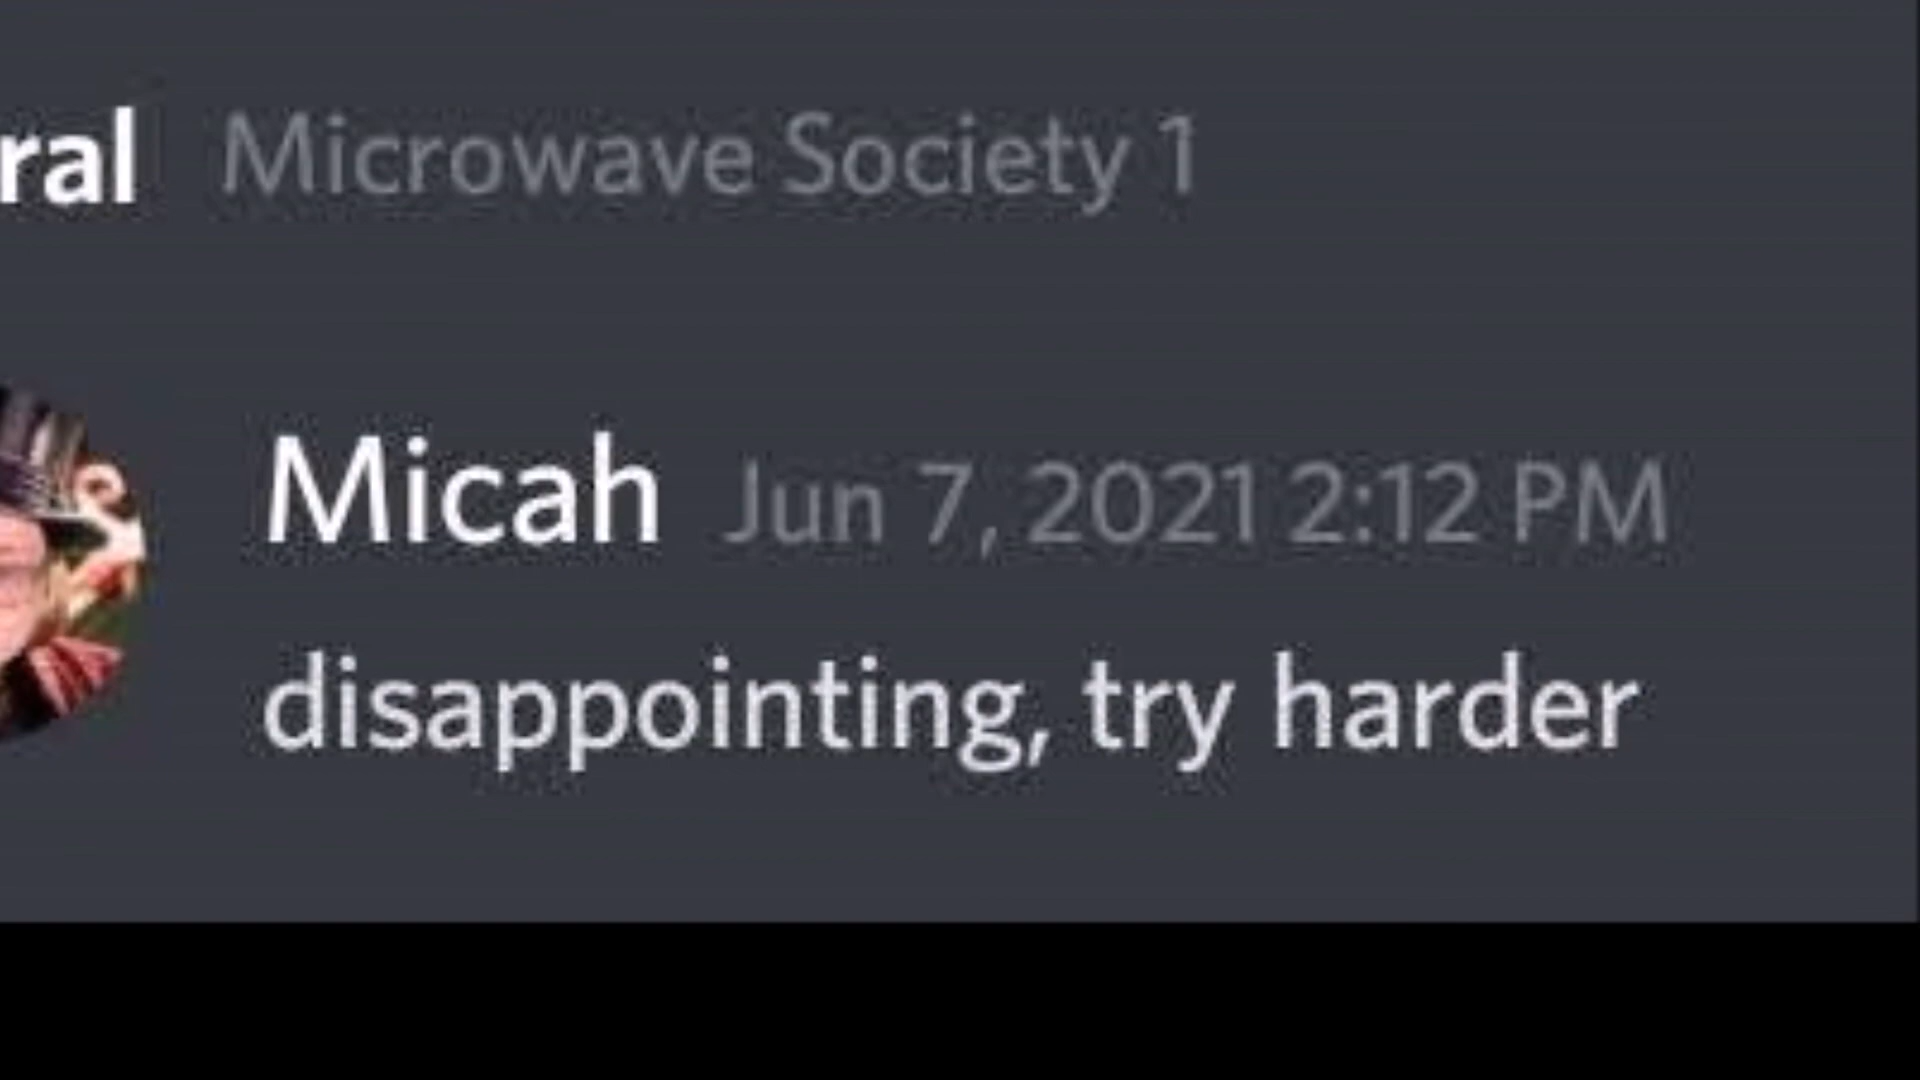 ral Microwave Society 1
Micah Jun 7, 2021 2:12 PM
disappointing, try harder